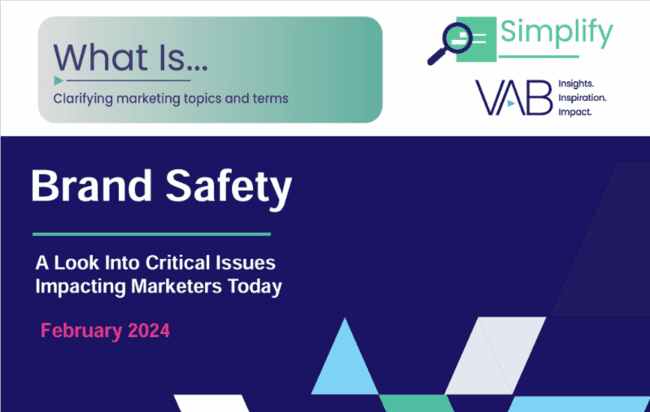 What Is...
Clarifying marketing topics and terms
Simplify
VAB
Insights.
Inspiration.
Impact.
Brand Safety
A Look Into Critical Issues
Impacting Marketers Today
February 2024